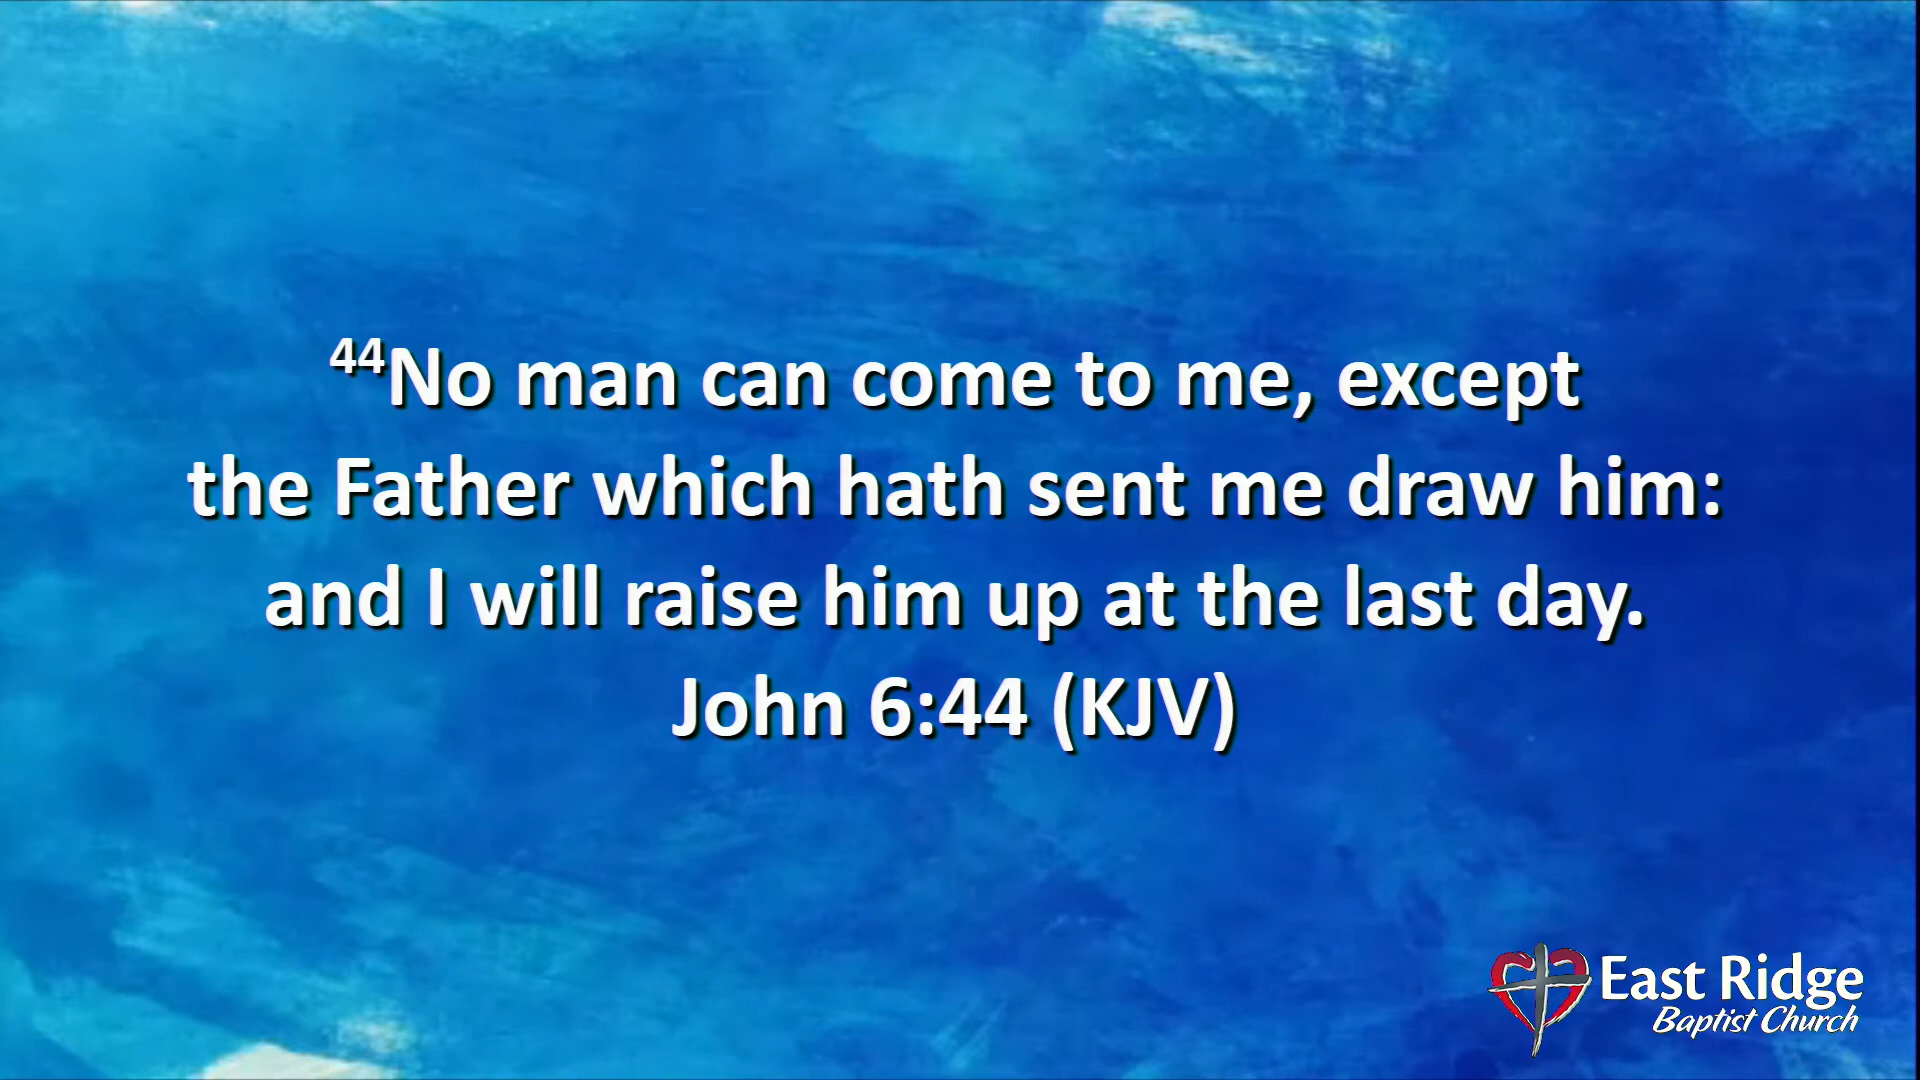 44No man can come to me, except
the Father which hath sent me draw him:
and I will raise him up at the last day.
John 6:44 (KJV)
East Ridge
Baptist Church